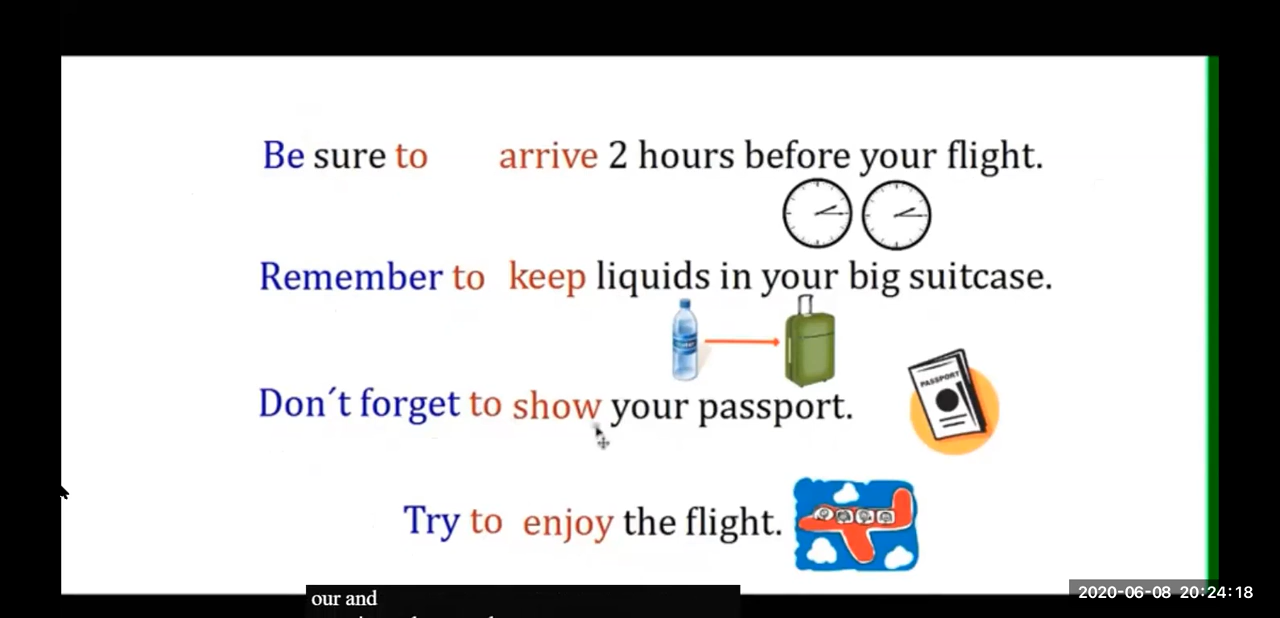 Be sure to arrive 2 hours before your flight.
Remember to keep liquids in your big suitcase.
PASSPORT
Don´t forget to show your passport.
Try to enjoy the flight.
our and
2020-06-08 20:24:18